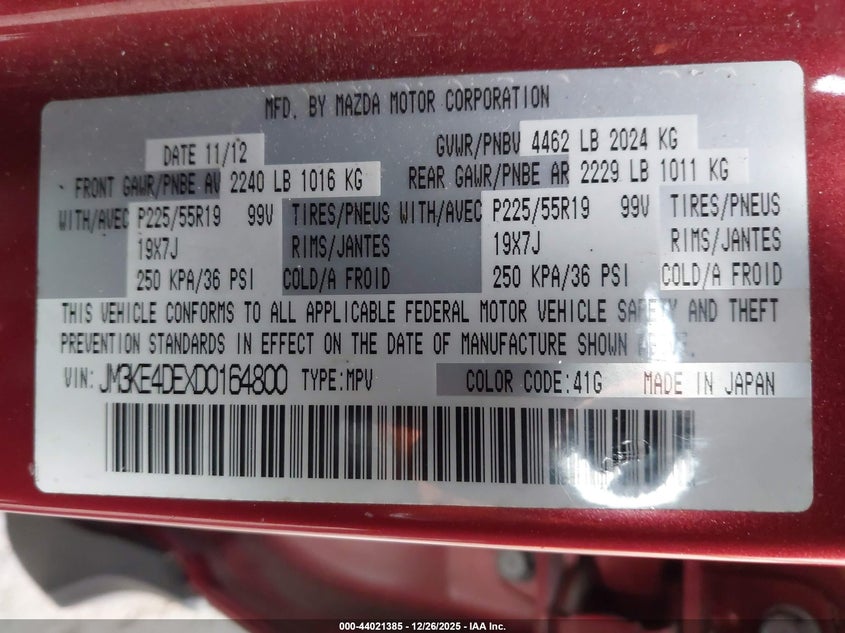 MFD. BY MAZDA MOTOR CORPORATION
DATE 11/12 GVWR/PNBV 4462 LB 2024 KG
FRONT GAWR/PNBE AV 2240 LB 1016 KG REAR GAWR/PNBE AR 2229 LB 1011 KG
WITH/AVEC P225/55R19 99V TIRES/PNEUS WITH/AVEC P225/55R19 99V TIRES/PNEUS
19X7J RIMS/JANTES 19X7J RIMS/JANTES
250 KPA/36 PSI COLD/A FROID 250 KPA/36 PSI COLD/A FROID
THIS VEHICLE CONFORMS TO ALL APPLICABLE FEDERAL MOTOR VEHICLE SAFETY AND THEFT
PREVENTION STANDARDS IN EFFECT ON THE DATE OF MANUFACTURE SHOWN
VIN: JM3KE4DEXD0164800 TYPE:MPV COLOR CODE:41G MADE IN JAPAN
000-44021385 - 12/26/2025 - IAA Inc.